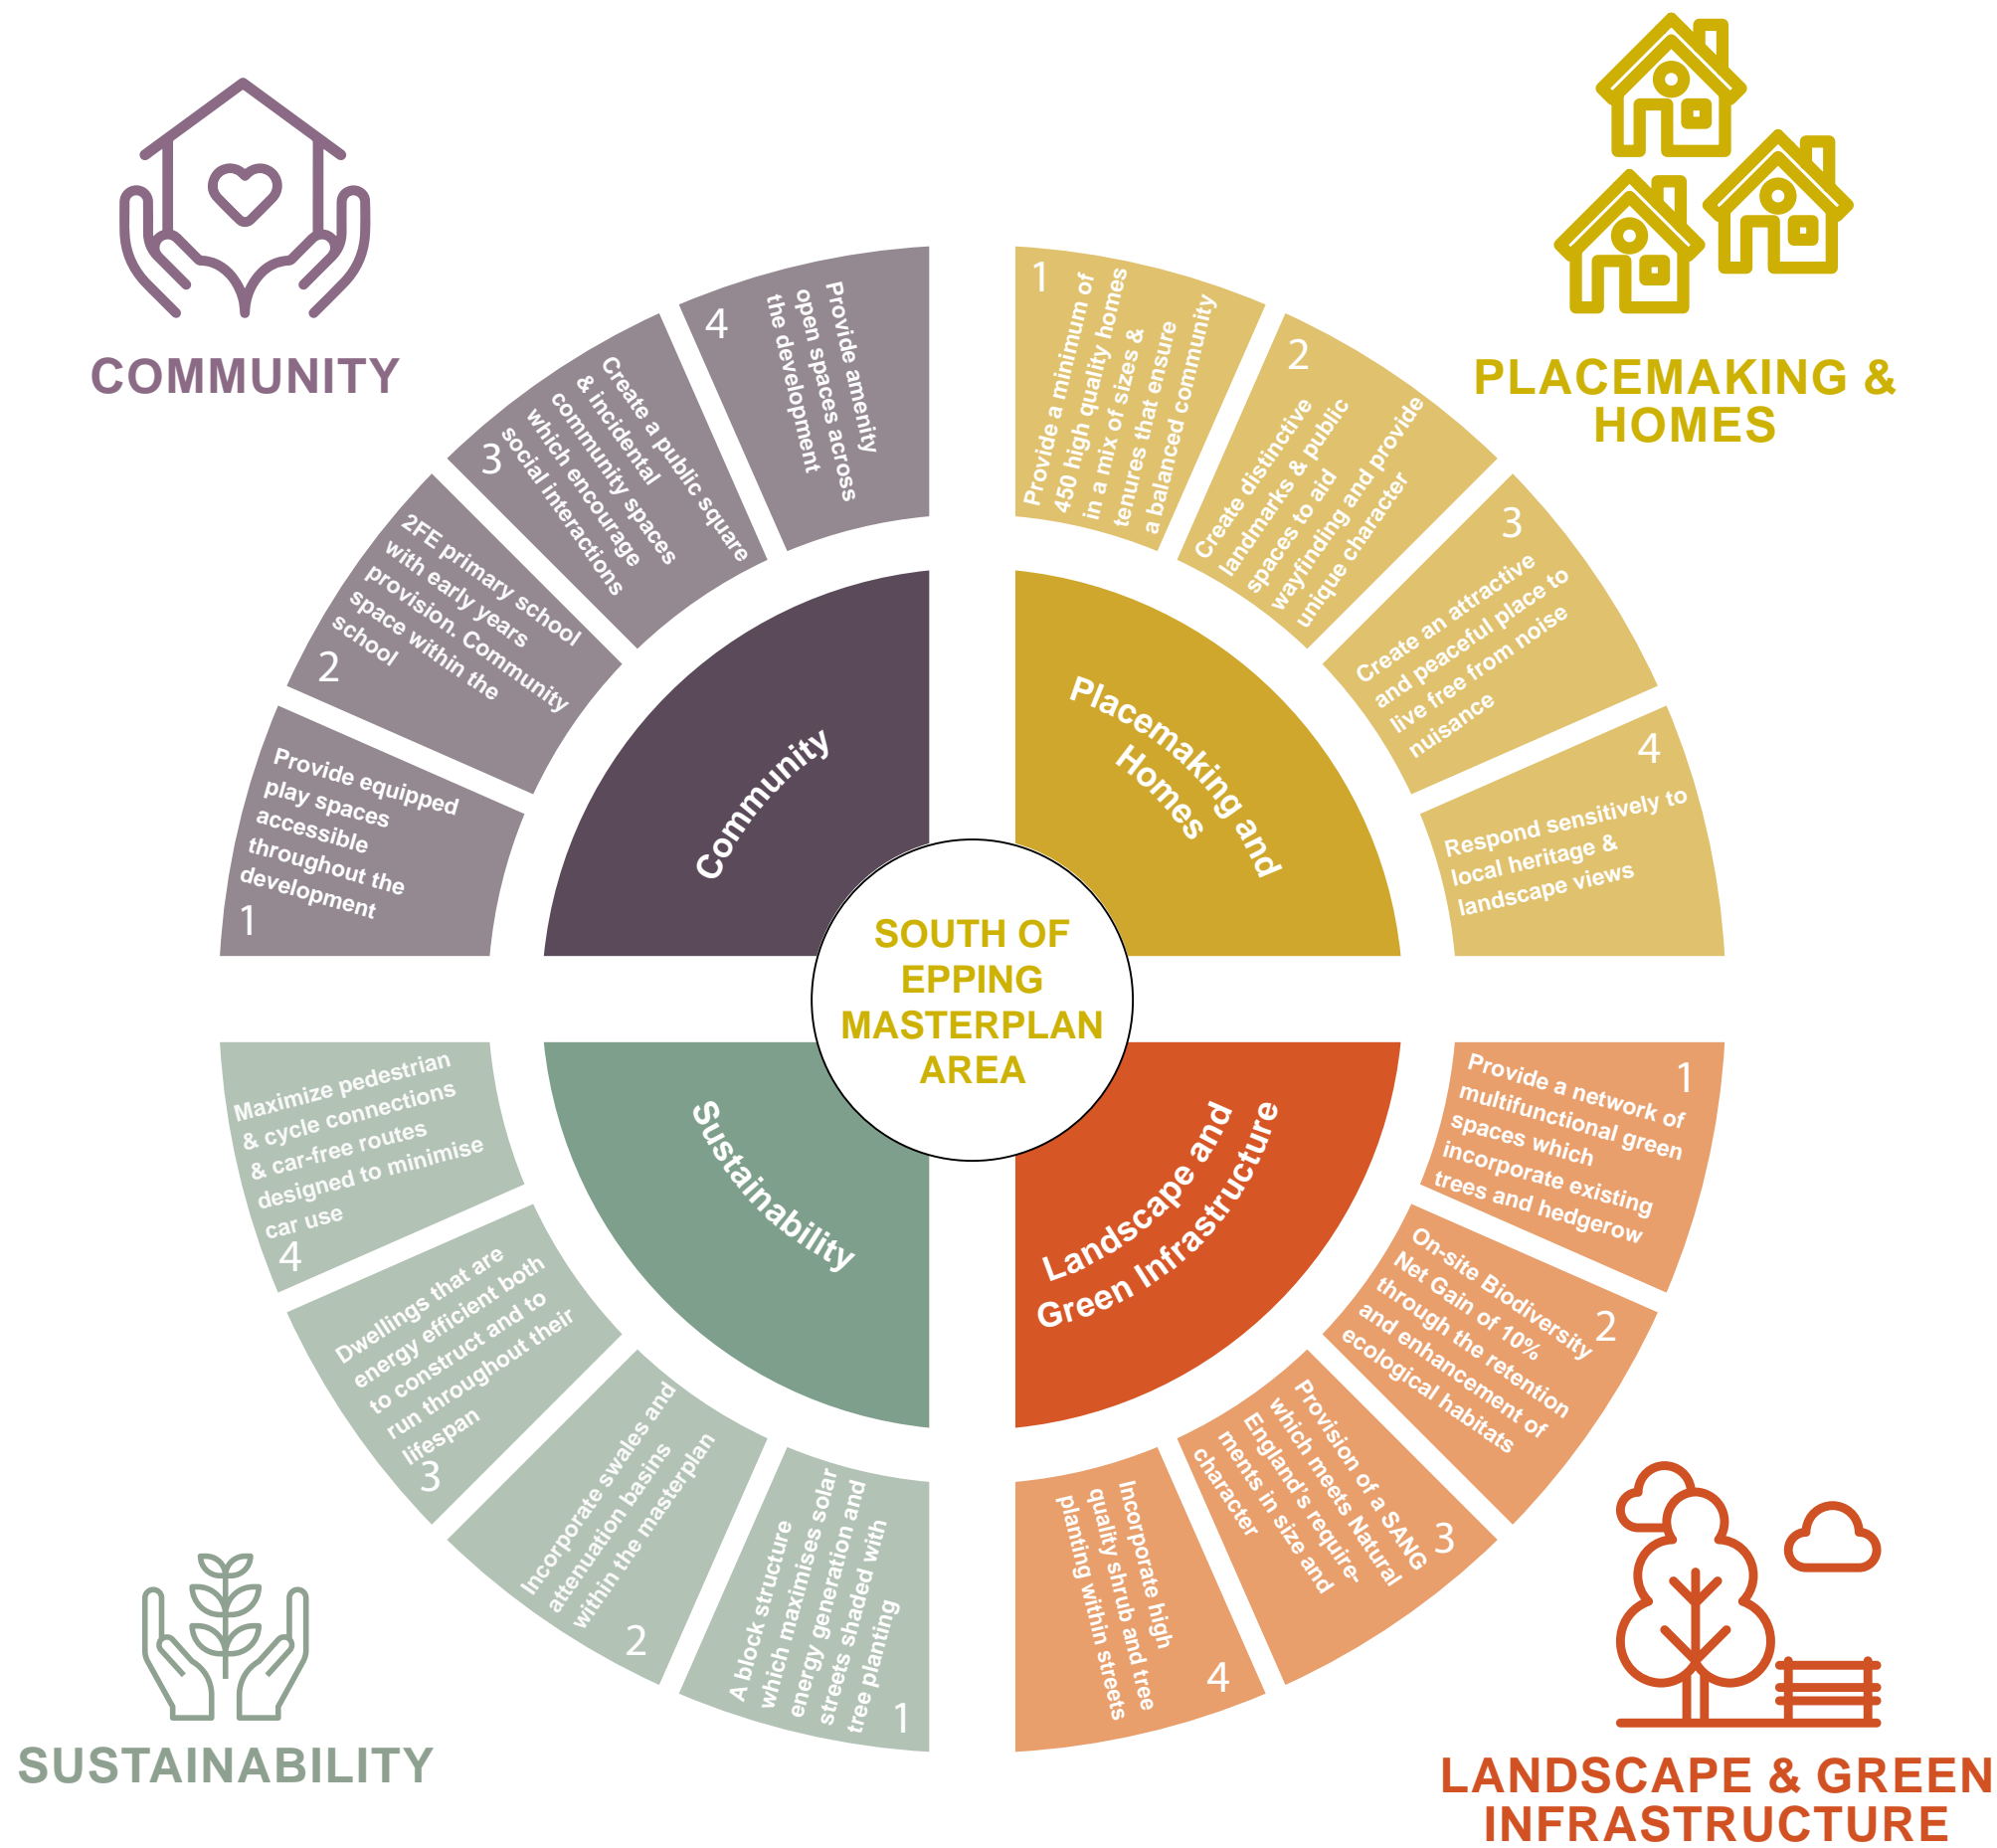 COMMUNITY
PLACEMAKING &
HOMES
4
Provide amenity
open spaces across
the development
3
Create a public square
& incidental
community spaces
which encourage
social interactions
2
2FE primary school
with early years
provision. Community
space within the
school
1
Provide equipped
play spaces
accessible
throughout the
development
1
Provide a minimum of
450 high quality homes
in a mix of sizes &
tenures that ensure
a balanced community
2
Create distinctive
landmarks & public
spaces to aid
wayfinding and provide
unique character
3
Create an attractive
and peaceful place to
live free from noise
nuisance
4
Respond sensitively to
local heritage &
landscape views
Community
Placemaking and
Homes
SOUTH OF
EPPING
MASTERPLAN
AREA
Sustainability
Landscape and
Green Infrastructure
Maximize pedestrian
& cycle connections
& car-free routes
designed to minimise
car use
4
Dwellings that are
energy efficient both
to construct and to
run throughout their
lifespan
3
Incorporate swales and
attenuation basins
within the masterplan
2
A block structure
which maximises solar
energy generation and
streets shaded with
tree planting
1
1
Provide a network of
multifunctional green
spaces which
incorporate existing
trees and hedgerow
2
On-site Biodiversity
Net Gain of 10%
through the retention
and enhancement of
ecological habitats
3
Provision of a SANG
which meets Natural
England's require-
ments in size and
character
4
Incorporate high
quality shrub and tree
planting within streets
SUSTAINABILITY
LANDSCAPE & GREEN
INFRASTRUCTURE